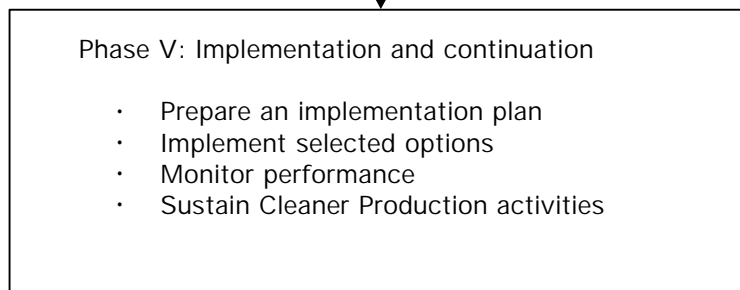 Phase V: Implementation and continuation
· Prepare an implementation plan
· Implement selected options
· Monitor performance
· Sustain Cleaner Production activities